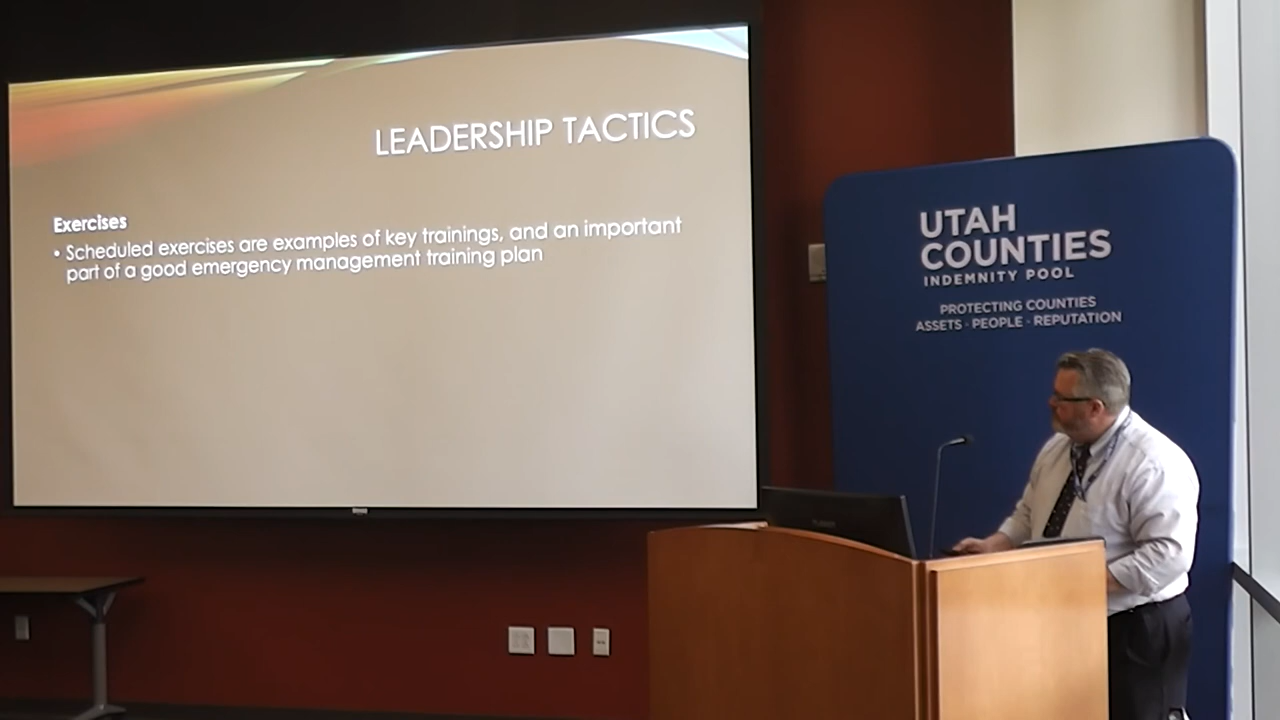 LEADERSHIP TACTICS
Exercises
• Scheduled exercises are examples of key trainings, and an important
part of a good emergency management training plan
UTAH
COUNTIES
INDEMNITY POOL
PROTECTING COUNTIES
ASSETS · PEOPLE · REPUTATION